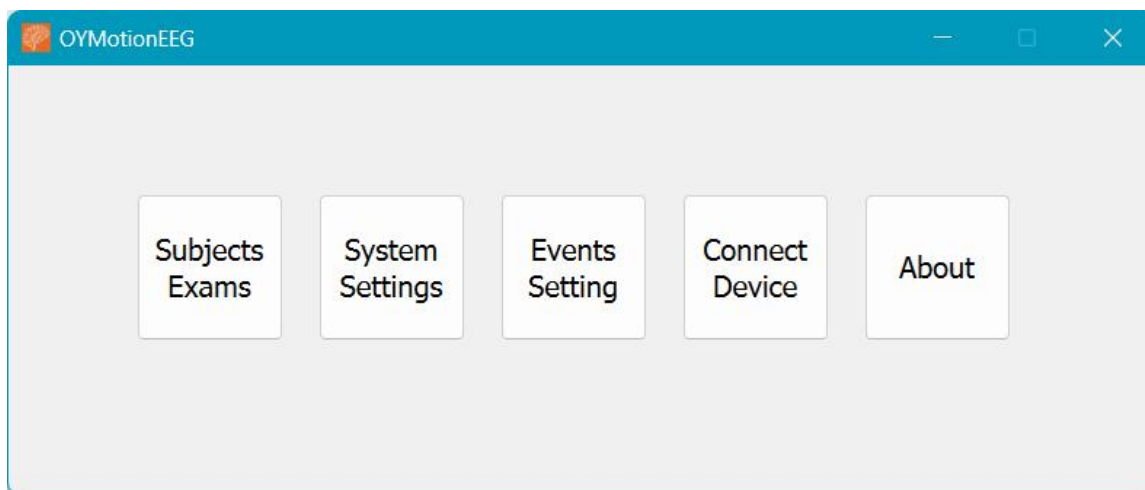 OYMotionEEG
Subjects
Exams
System
Settings
Events
Setting
Connect
Device
About